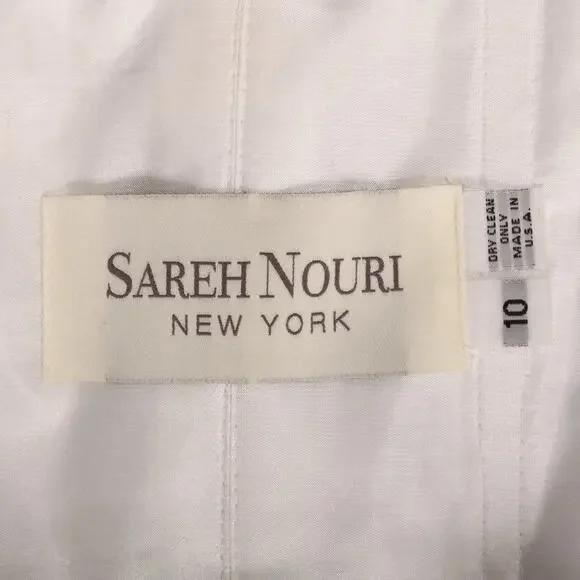 SAREH NOURI
NEW YORK
DRY CLEAN
ONLY
MADE IN
U.S.A.
10